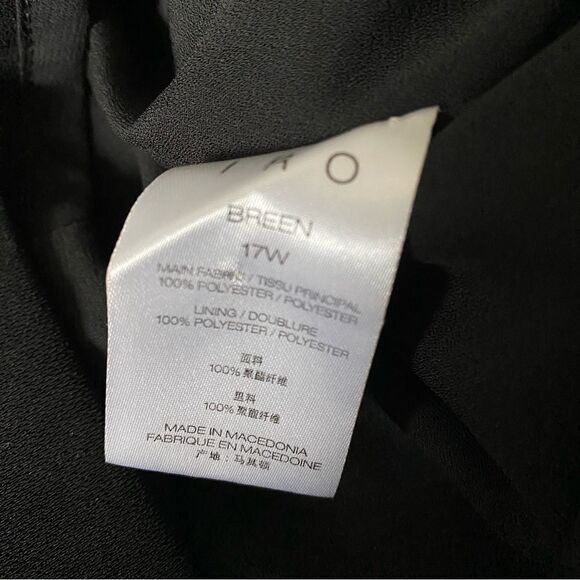 I R O
BREEN
17W
MAIN FABRIC / TISSU PRINCIPAL
100% POLYESTER / POLYESTER
LINING / DOUBLURE
100% POLYESTER / POLYESTER
面料
100% 聚酯纤维
里料
100% 聚酯纤维
MADE IN MACEDONIA
FABRIQUE EN MACEDOINE
产地：马其顿